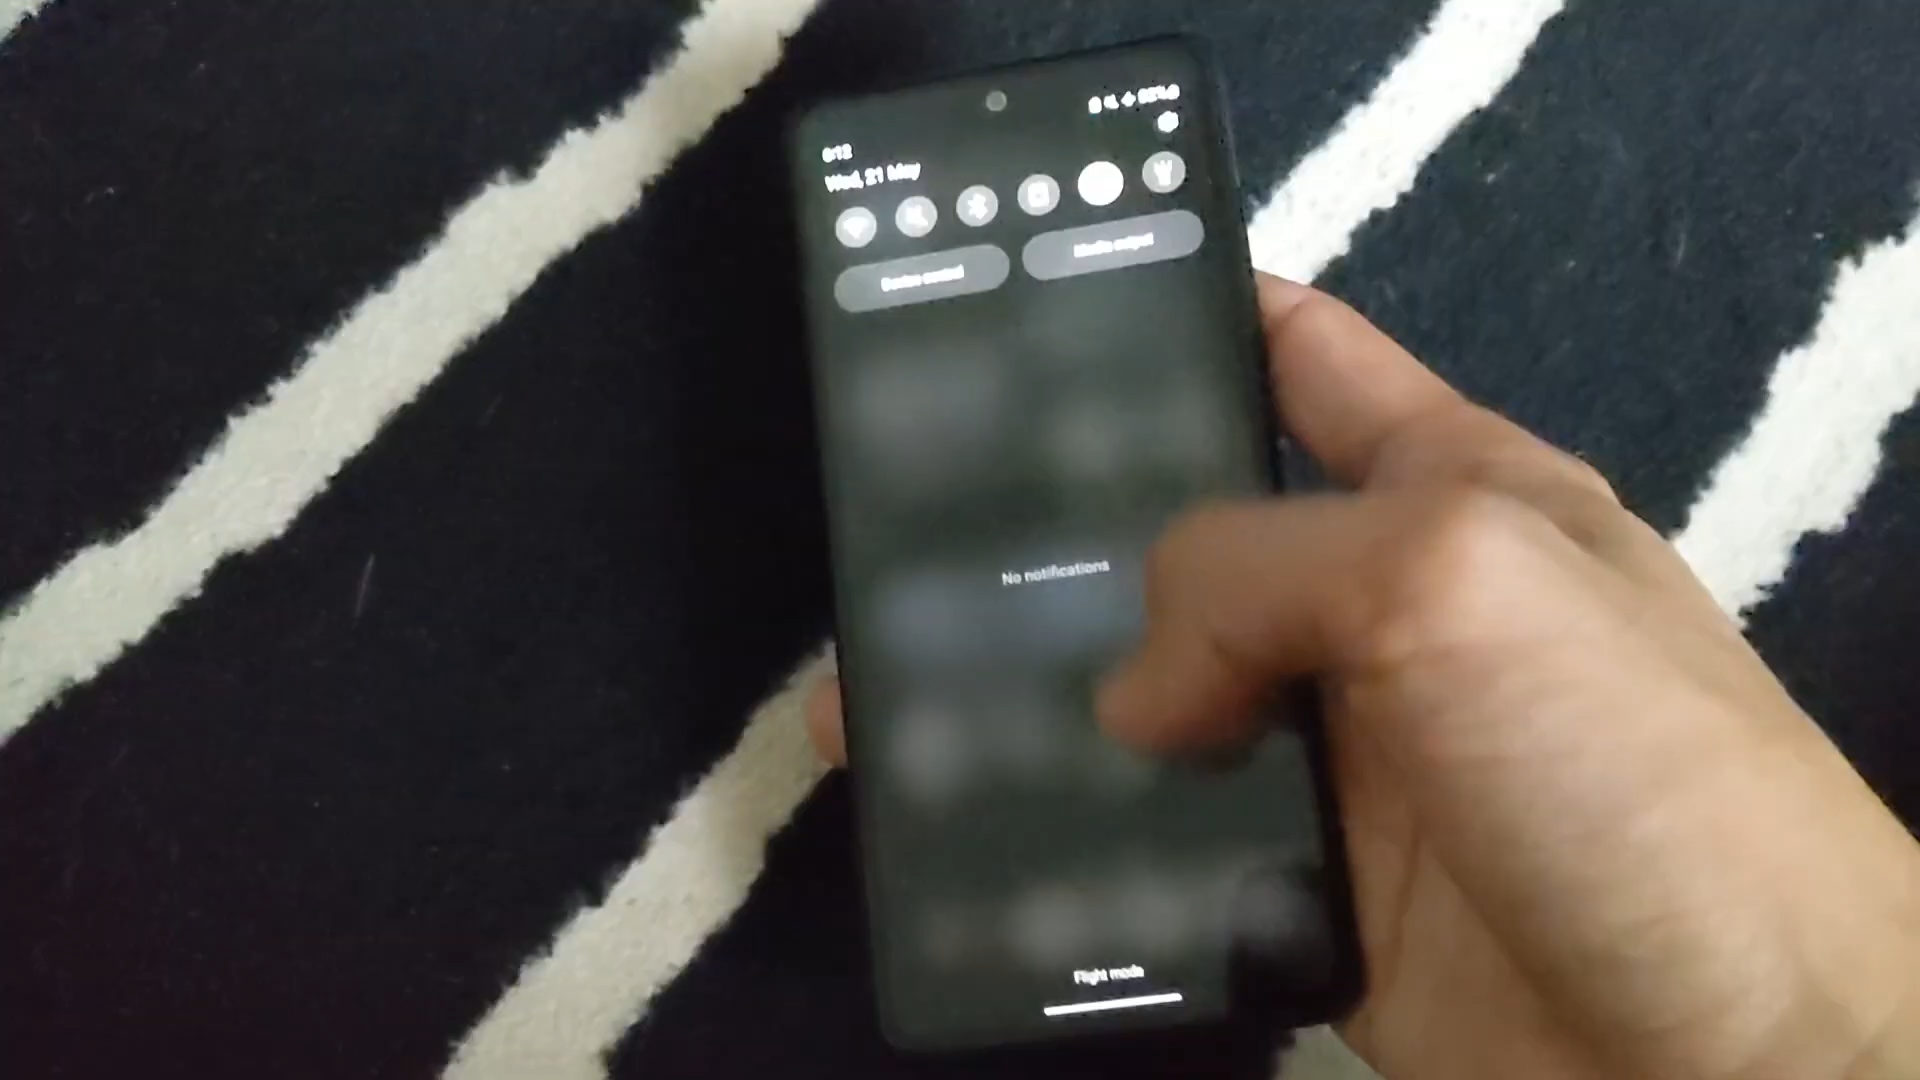 Wed, 21 May
Device control
Media output
No notifications
Flight mode